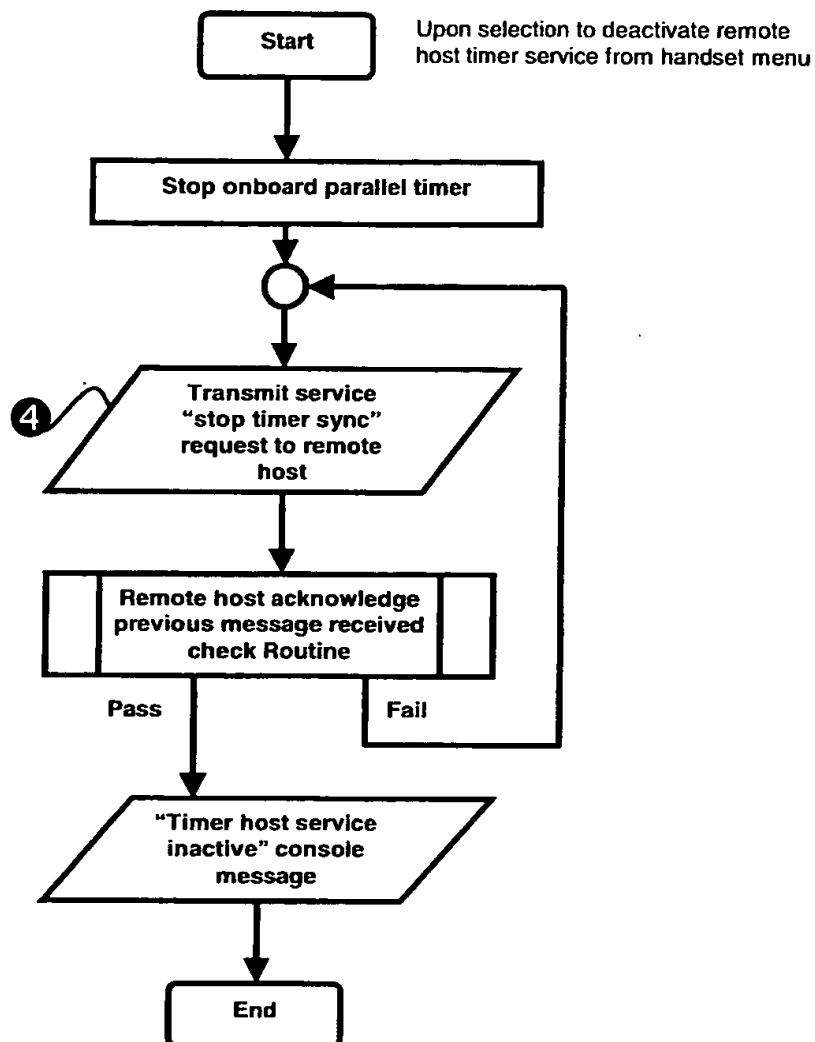 Start
Upon selection to deactivate remote
host timer service from handset menu
Stop onboard parallel timer
4
Transmit service
“stop timer sync”
request to remote
host
Remote host acknowledge
previous message received
check Routine
Pass
Fail
“Timer host service
inactive” console
message
End